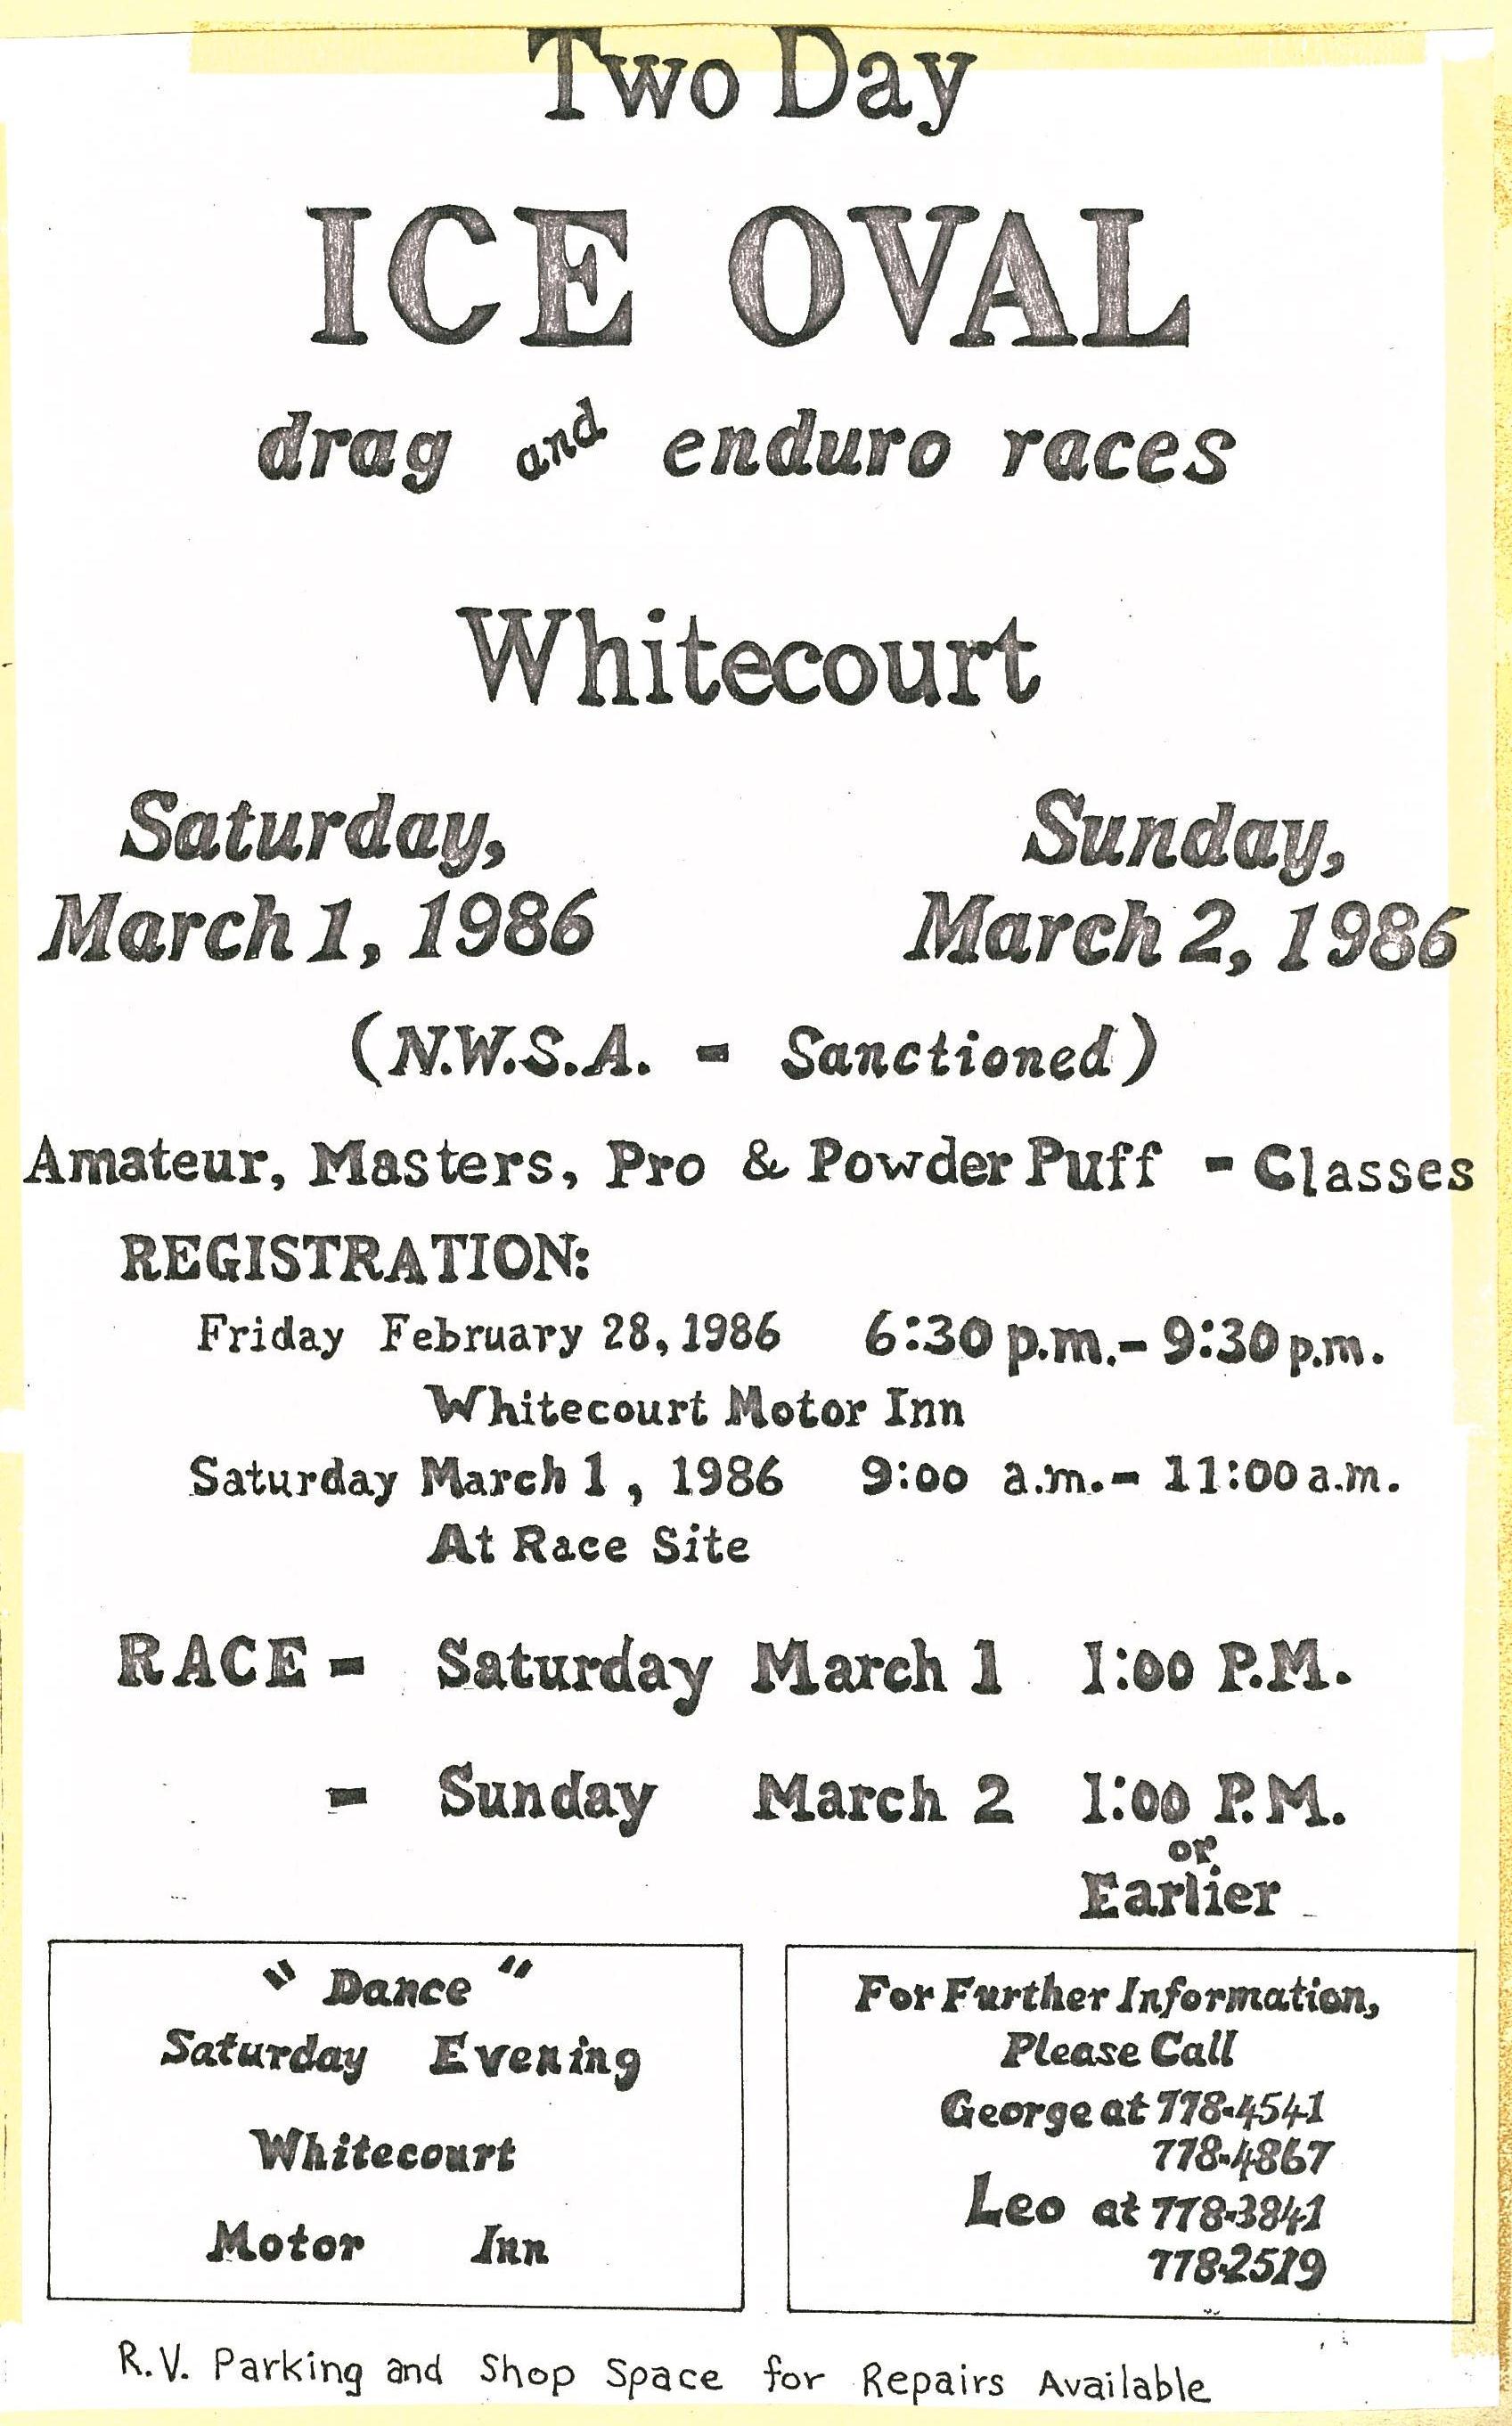 Two Day
ICE OVAL
drag and enduro races
Whitecourt
Saturday,
March 1, 1986
Sunday,
March 2, 1986
(N.W.S.A. - Sanctioned)
Amateur, Masters, Pro & Powder Puff - Classes
REGISTRATION:
Friday February 28, 1986 6:30 p.m. - 9:30 p.m.
Whitecourt Motor Inn
Saturday March 1, 1986 9:00 a.m. - 11:00 a.m.
At Race Site
RACE - Saturday March 1 1:00 P.M.
- Sunday March 2 1:00 P.M.
or
Earlier
"Dance"
Saturday Evening
Whitecourt
Motor Inn
For Further Information,
Please Call
George at 778-4541
778-4867
Leo at 778-3841
778-2519
R.V. Parking and Shop Space for Repairs Available